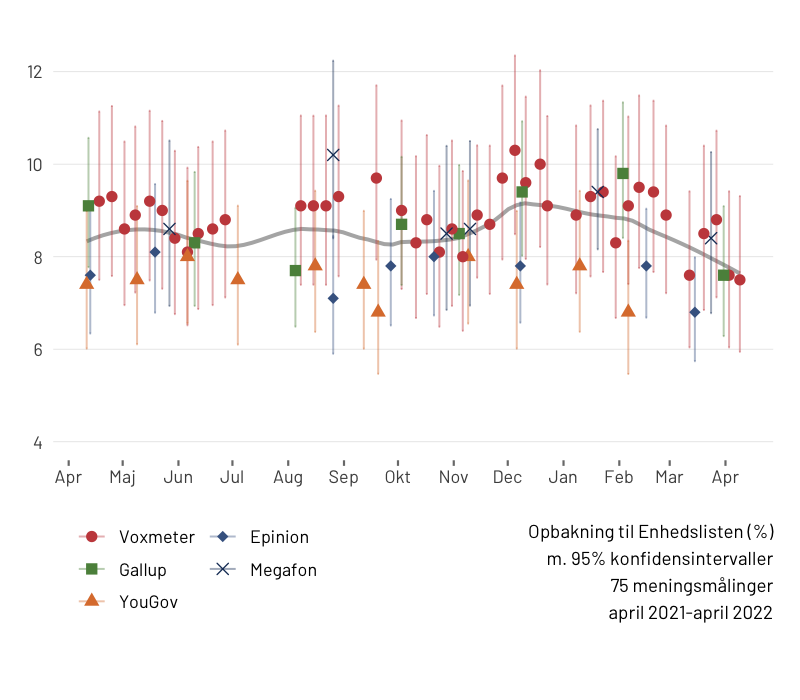 12
10
8
6
4
Apr Maj Jun Jul Aug Sep Okt Nov Dec Jan Feb Mar Apr
Voxmeter Epinion
Gallup Megafon
YouGov
Opbakning til Enhedslisten (%)
m. 95% konfidensintervaller
75 meningsmålinger
april 2021-april 2022